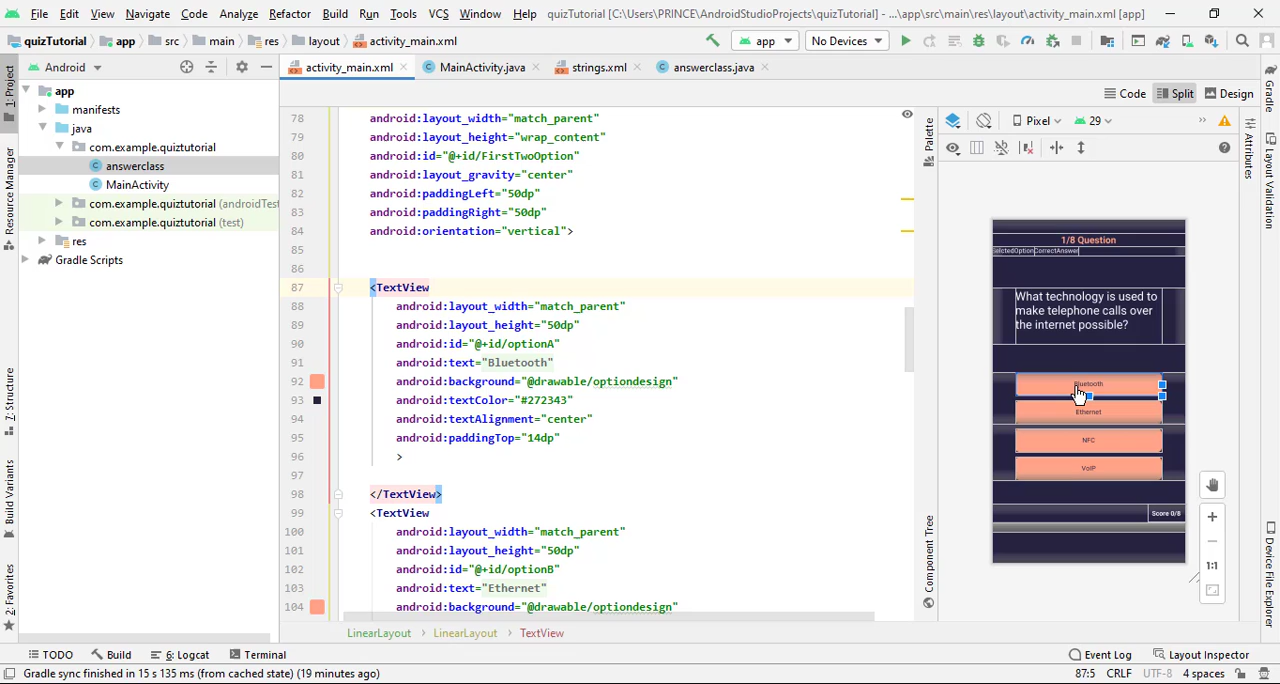 File Edit View Navigate Code Analyze Refactor Build Run Tools VCS Window Help quizTutorial [C:\Users\PRINCE\AndroidStudioProjects\quizTutorial] - ...\app\src\main\res\layout\activity_main.xml [app]
quizTutorial app src main res layout activity_main.xml app No Devices
Android activity_main.xml MainActivity.java strings.xml answerclass.java
1: Project
Resource Manager
7: Structure
Build Variants
2: Favorites
app
manifests
java
com.example.quiztutorial
answerclass
MainActivity
com.example.quiztutorial (androidTest
com.example.quiztutorial (test)
res
Gradle Scripts
Code Split Design
78 android:layout_width="match_parent"
79 android:layout_height="wrap_content"
80 android:id="@+id/FirstTwoOption"
81 android:layout_gravity="center"
82 android:paddingLeft="50dp"
83 android:paddingRight="50dp"
84 android:orientation="vertical">
85
86
87 <TextView
88 android:layout_width="match_parent"
89 android:layout_height="50dp"
90 android:id="@+id/optionA"
91 android:text="Bluetooth"
92 android:background="@drawable/optiondesign"
93 android:textColor="#272343"
94 android:textAlignment="center"
95 android:paddingTop="14dp"
96 >
97
98 </TextView>
99 <TextView
100 android:layout_width="match_parent"
101 android:layout_height="50dp"
102 android:id="@+id/optionB"
103 android:text="Ethernet"
104 android:background="@drawable/optiondesign"
LinearLayout LinearLayout TextView
Palette
Component Tree
Pixel 29
1/8 Question
CorrectAnswer
What technology is used to
make telephone calls over
the internet possible?
Bluetooth
Ethernet
NFC
VoIP
Score 0/8
1:1
Attributes
Gradle
Layout Validation
Device File Explorer
TODO Build 6: Logcat Terminal Event Log Layout Inspector
Gradle sync finished in 15 s 135 ms (from cached state) (19 minutes ago) 87:5 CRLF UTF-8 4 spaces